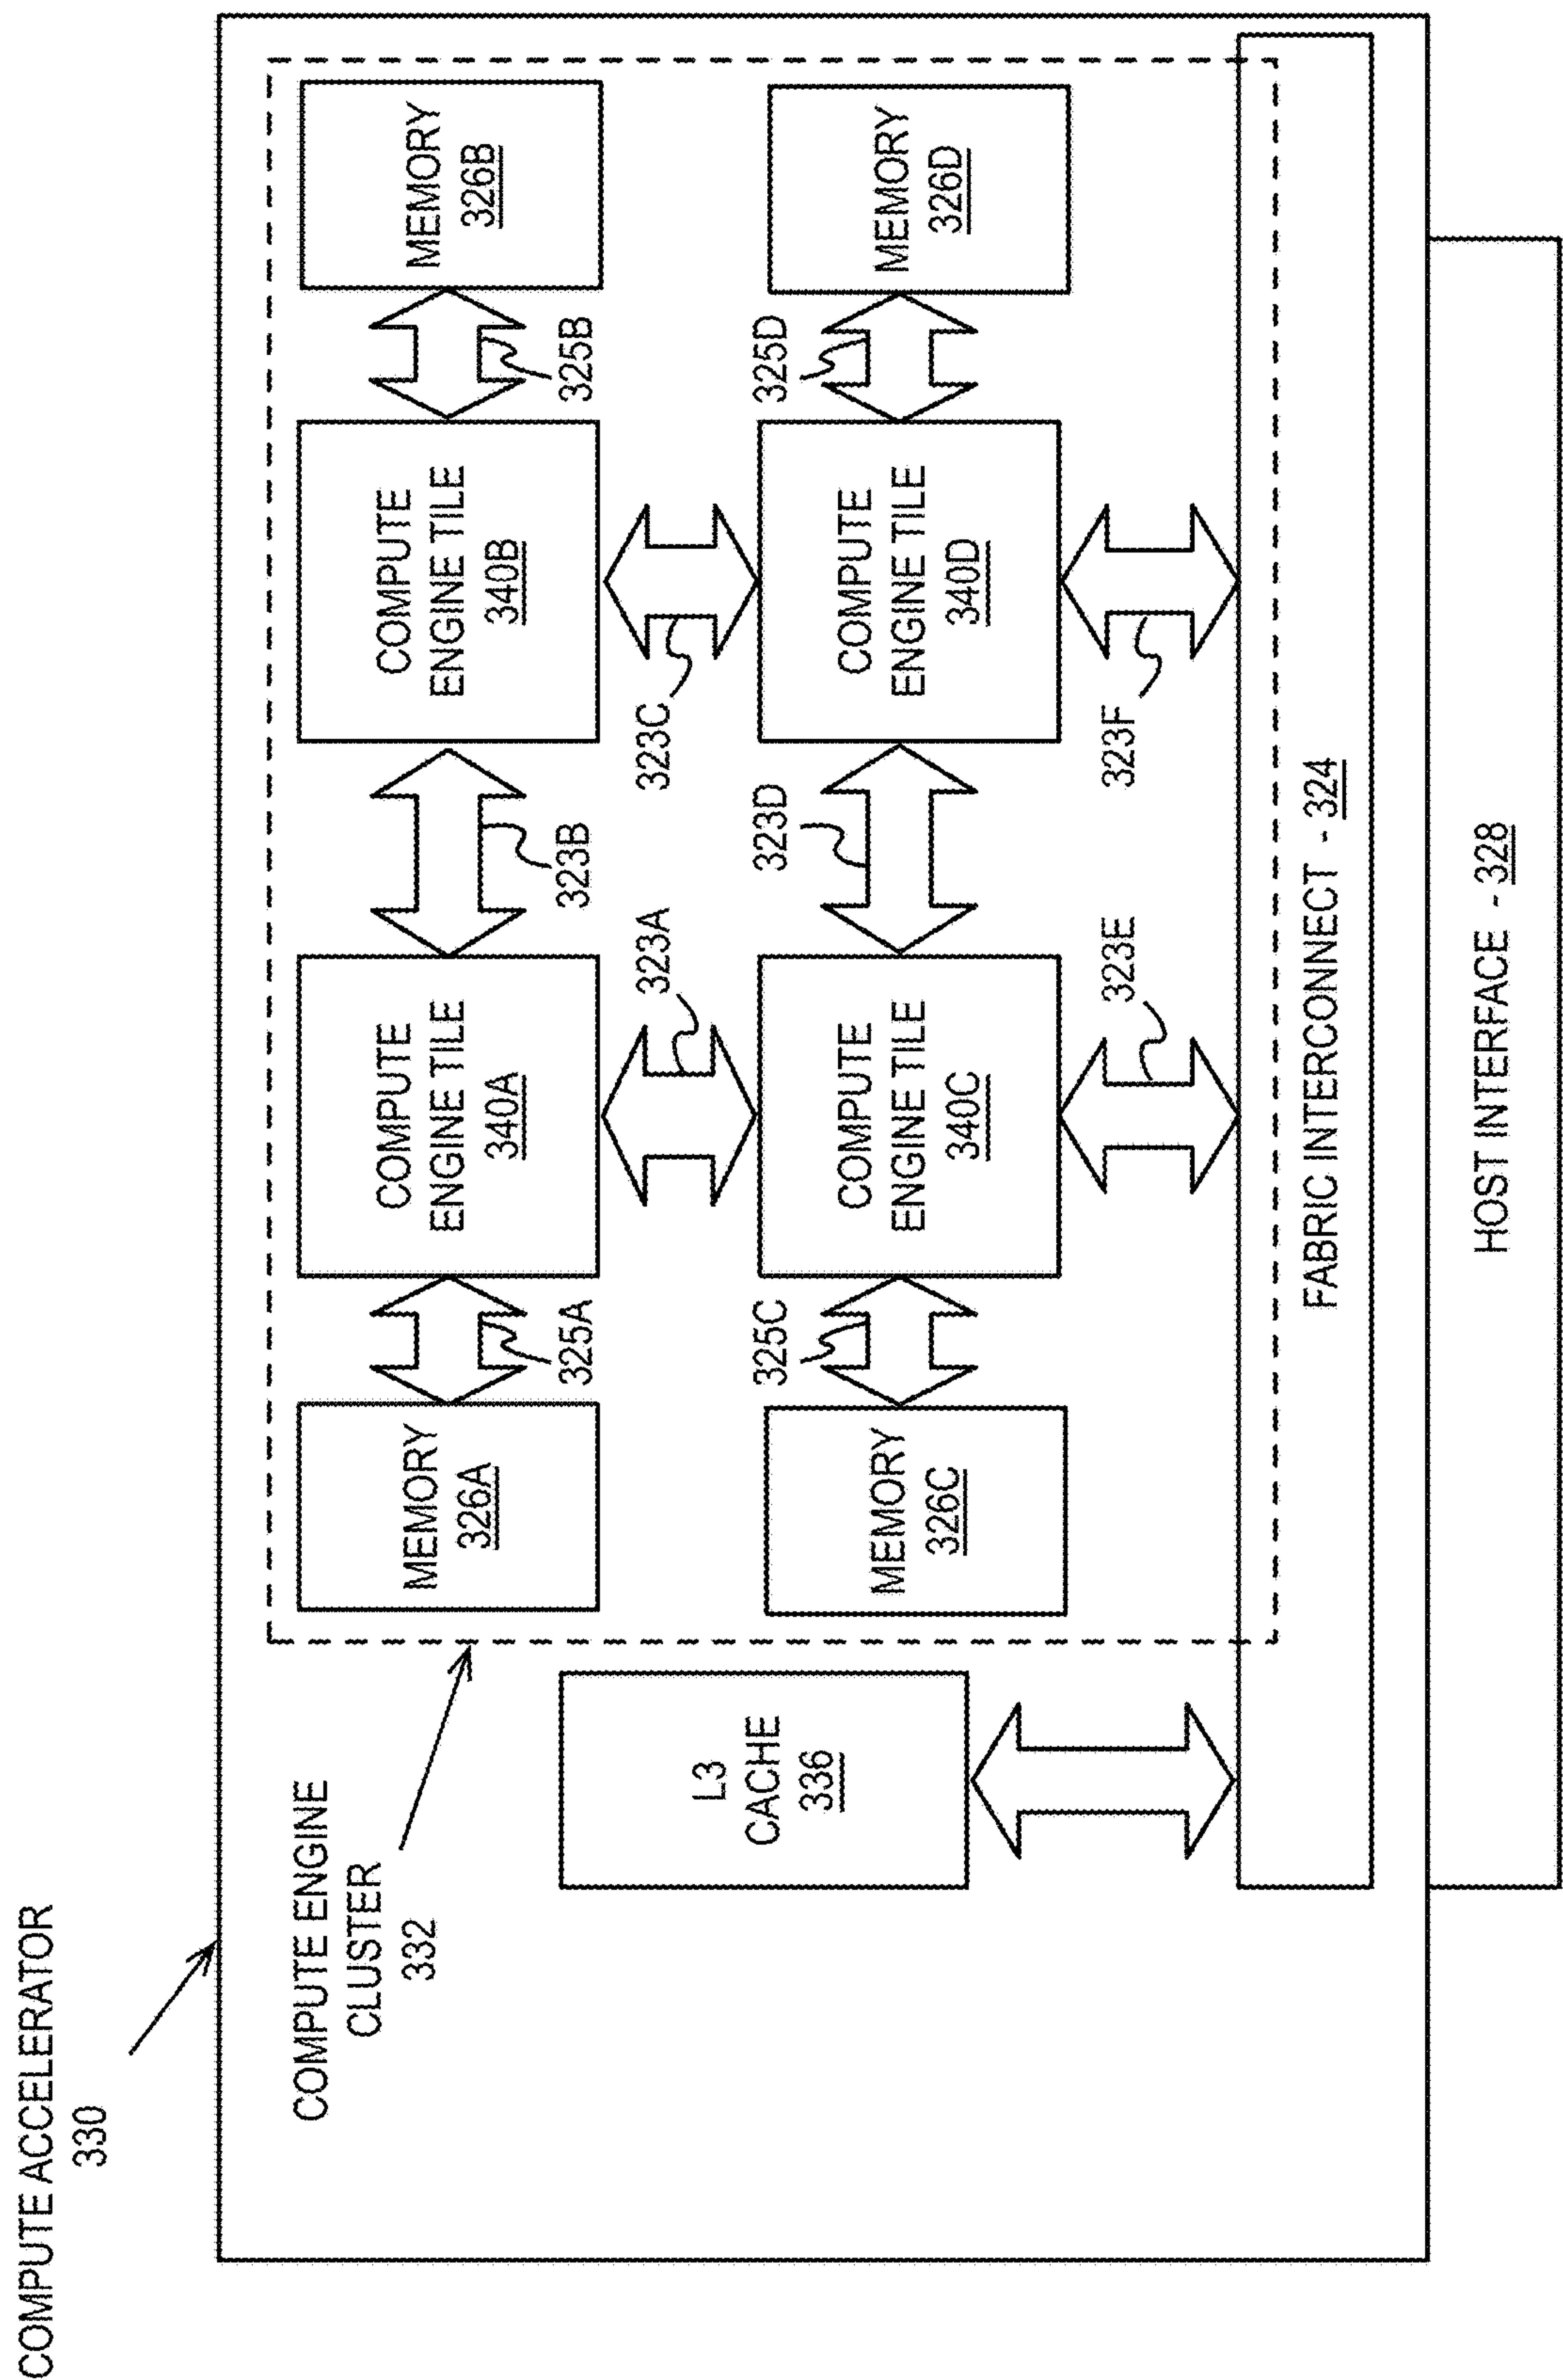 COMPUTE ACCELERATOR
330
COMPUTE ENGINE
CLUSTER
332
L3
CACHE
336
MEMORY
326A
325A
COMPUTE
ENGINE TILE
340A
323B
COMPUTE
ENGINE TILE
340B
325B
MEMORY
326B
323A
323C
MEMORY
326C
325C
COMPUTE
ENGINE TILE
340C
323D
COMPUTE
ENGINE TILE
340D
325D
MEMORY
326D
323E
323F
FABRIC INTERCONNECT - 324
HOST INTERFACE - 328